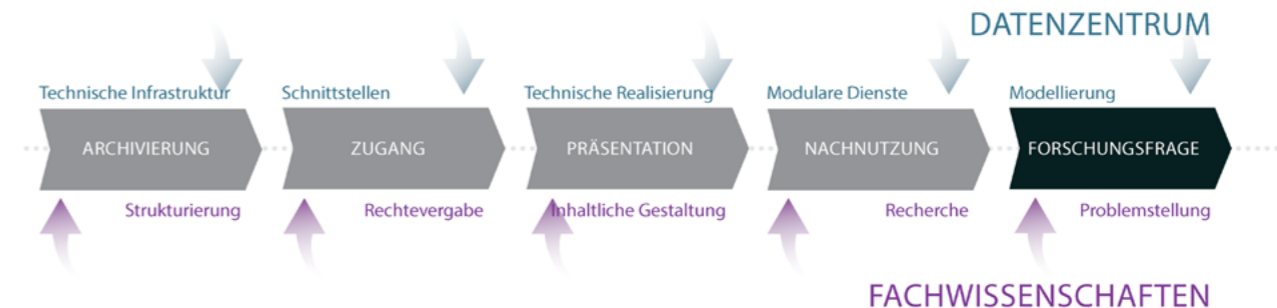 DATENZENTRUM
Technische Infrastruktur
Schnittstellen
Technische Realisierung
Modulare Dienste
Modellierung
ARCHIVIERUNG
ZUGANG
PRÄSENTATION
NACHNUTZUNG
FORSCHUNGSFRAGE
Strukturierung
Rechtevergabe
Inhaltliche Gestaltung
Recherche
Problemstellung
FACHWISSENSCHAFTEN